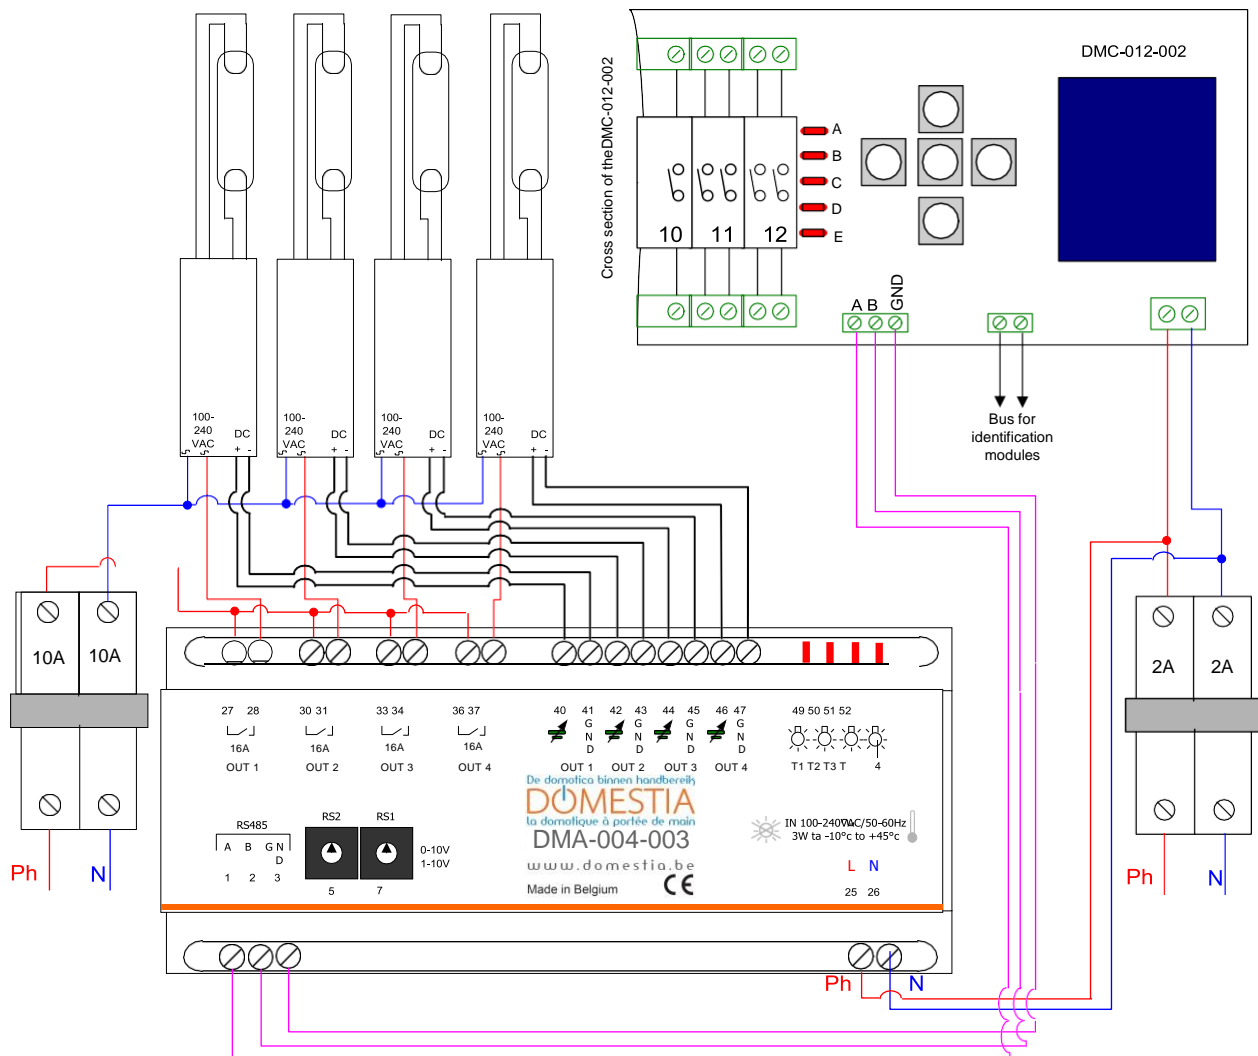 DMC-012-002
Cross section of theDMC-012-002
A
B
C
D
E
10
11
12
A B GND
Bus for
identification
modules
100-
240
VAC
DC
+ -
100-
240
VAC
DC
+ -
100-
240
VAC
DC
+ -
100-
240
VAC
DC
+ -
10A 10A
2A 2A
27 28 30 31 33 34 36 37 40 41 42 43 44 45 46 47 49 50 51 52
GND GND GND GND
16A 16A 16A 16A
OUT 1 OUT 2 OUT 3 OUT 4 OUT 1 OUT 2 OUT 3 OUT 4 T1 T2 T3 T 4
De domotica binnen handbereik
DOMESTIA
la domotique à portée de main
DMA-004-003
www.domestia.be
Made in Belgium CE
RS485
A B GND
1 2 3
RS2 RS1
5 7
0-10V
1-10V
IN 100-240VAC/50-60Hz
3W ta -10°c to +45°c
L N
25 26
Ph N
Ph N
Ph N